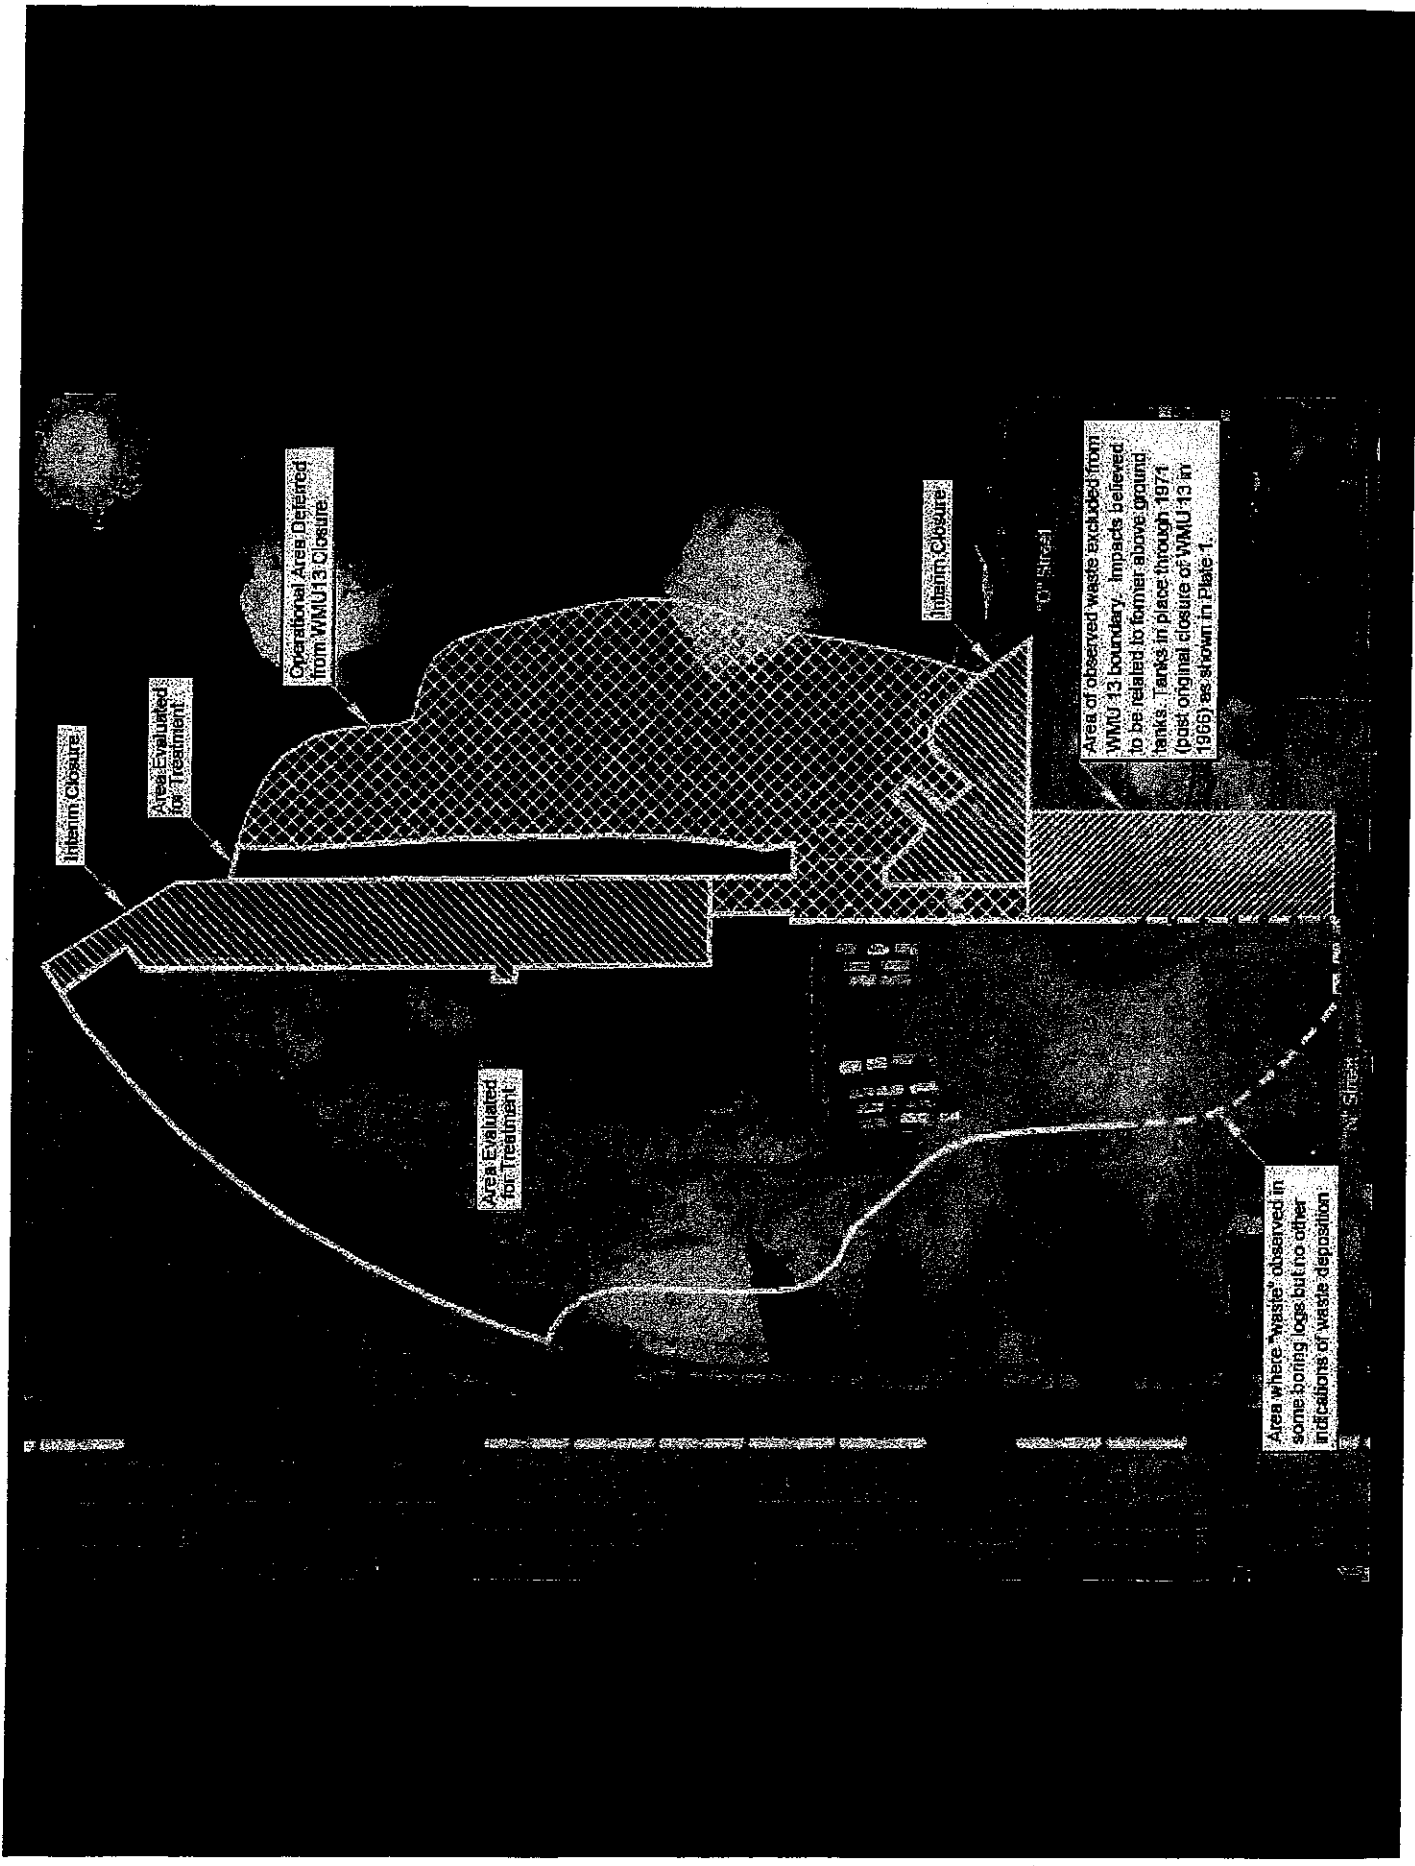 Interim Closure
Area Evaluated
for Treatment
Operational Area Deferred
from WMU 13 Closure
Area Evaluated
for Treatment
Interim Closure
"O" Street
Area of observed waste excluded from
WMU 13 boundary. Impacts believed
to be related to former above ground
tanks. Tanks in place through 1971
(post original closure of WMU 13 in
1966) as shown in Plate 1.
Area where "waste" observed in
some boring logs but no other
indications of waste deposition
Street